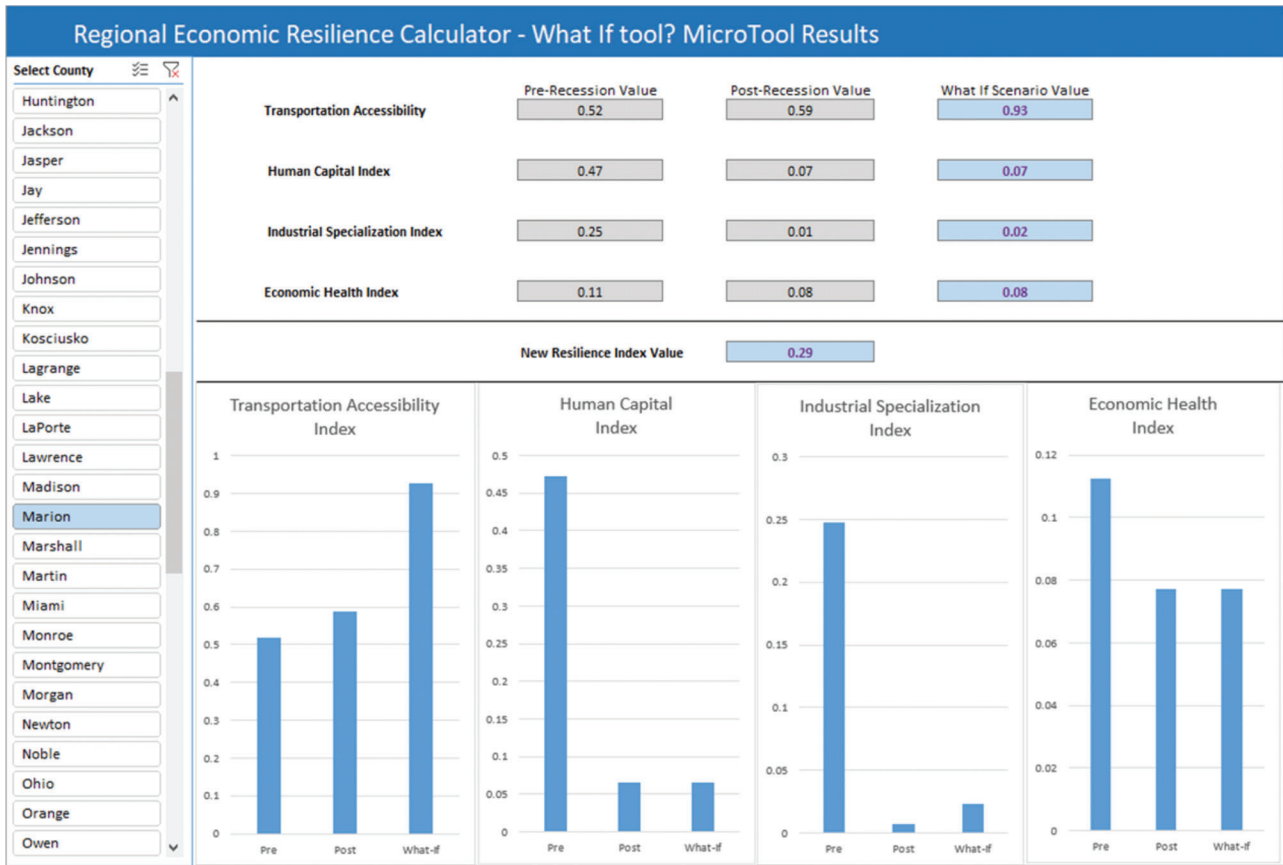 Regional Economic Resilience Calculator - What If tool? MicroTool Results
Select County
Huntington
Jackson
Jasper
Jay
Jefferson
Jennings
Johnson
Knox
Kosciusko
Lagrange
Lake
LaPorte
Lawrence
Madison
Marion
Marshall
Martin
Miami
Monroe
Montgomery
Morgan
Newton
Noble
Ohio
Orange
Owen
Pre-Recession Value Post-Recession Value What If Scenario Value
Transportation Accessibility 0.52 0.59 0.93
Human Capital Index 0.47 0.07 0.07
Industrial Specialization Index 0.25 0.01 0.02
Economic Health Index 0.11 0.08 0.08
New Resilience Index Value 0.29
Transportation Accessibility
Index
1
0.9
0.8
0.7
0.6
0.5
0.4
0.3
0.2
0.1
0
Pre Post What-If
Human Capital
Index
0.5
0.45
0.4
0.35
0.3
0.25
0.2
0.15
0.1
0.05
0
Pre Post What-If
Industrial Specialization
Index
0.3
0.25
0.2
0.15
0.1
0.05
0
Pre Post What-If
Economic Health
Index
0.12
0.1
0.08
0.06
0.04
0.02
0
Pre Post What-If